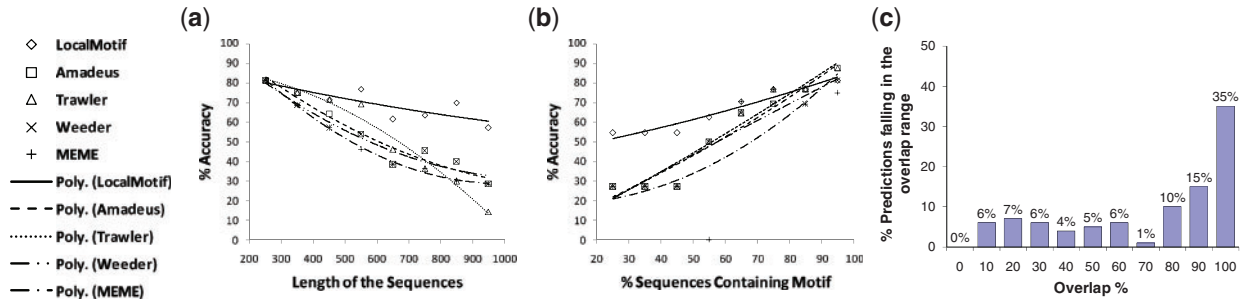 (a)
(b)
(c)
LocalMotif
Amadeus
Trawler
Weeder
MEME
Poly. (LocalMotif)
Poly. (Amadeus)
Poly. (Trawler)
Poly. (Weeder)
Poly. (MEME)
% Accuracy
100
90
80
70
60
50
40
30
20
10
0
200 300 400 500 600 700 800 900 1000
Length of the Sequences
% Accuracy
100
90
80
70
60
50
40
30
20
10
0
20 30 40 50 60 70 80 90 100
% Sequences Containing Motif
% Predictions falling in the
overlap range
50
40
30
20
10
0
0% 6% 7% 6% 4% 5% 6% 1% 10% 15% 35%
0 10 20 30 40 50 60 70 80 90 100
Overlap %